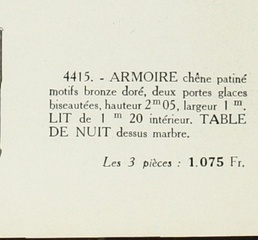 4415. - ARMOIRE chêne patiné
motifs bronze doré, deux portes glaces
biseautées, hauteur 2ᵐ05, largeur 1 ᵐ.
LIT de 1 ᵐ 20 intérieur. TABLE
DE NUIT dessus marbre.
Les 3 pièces : 1.075 Fr.